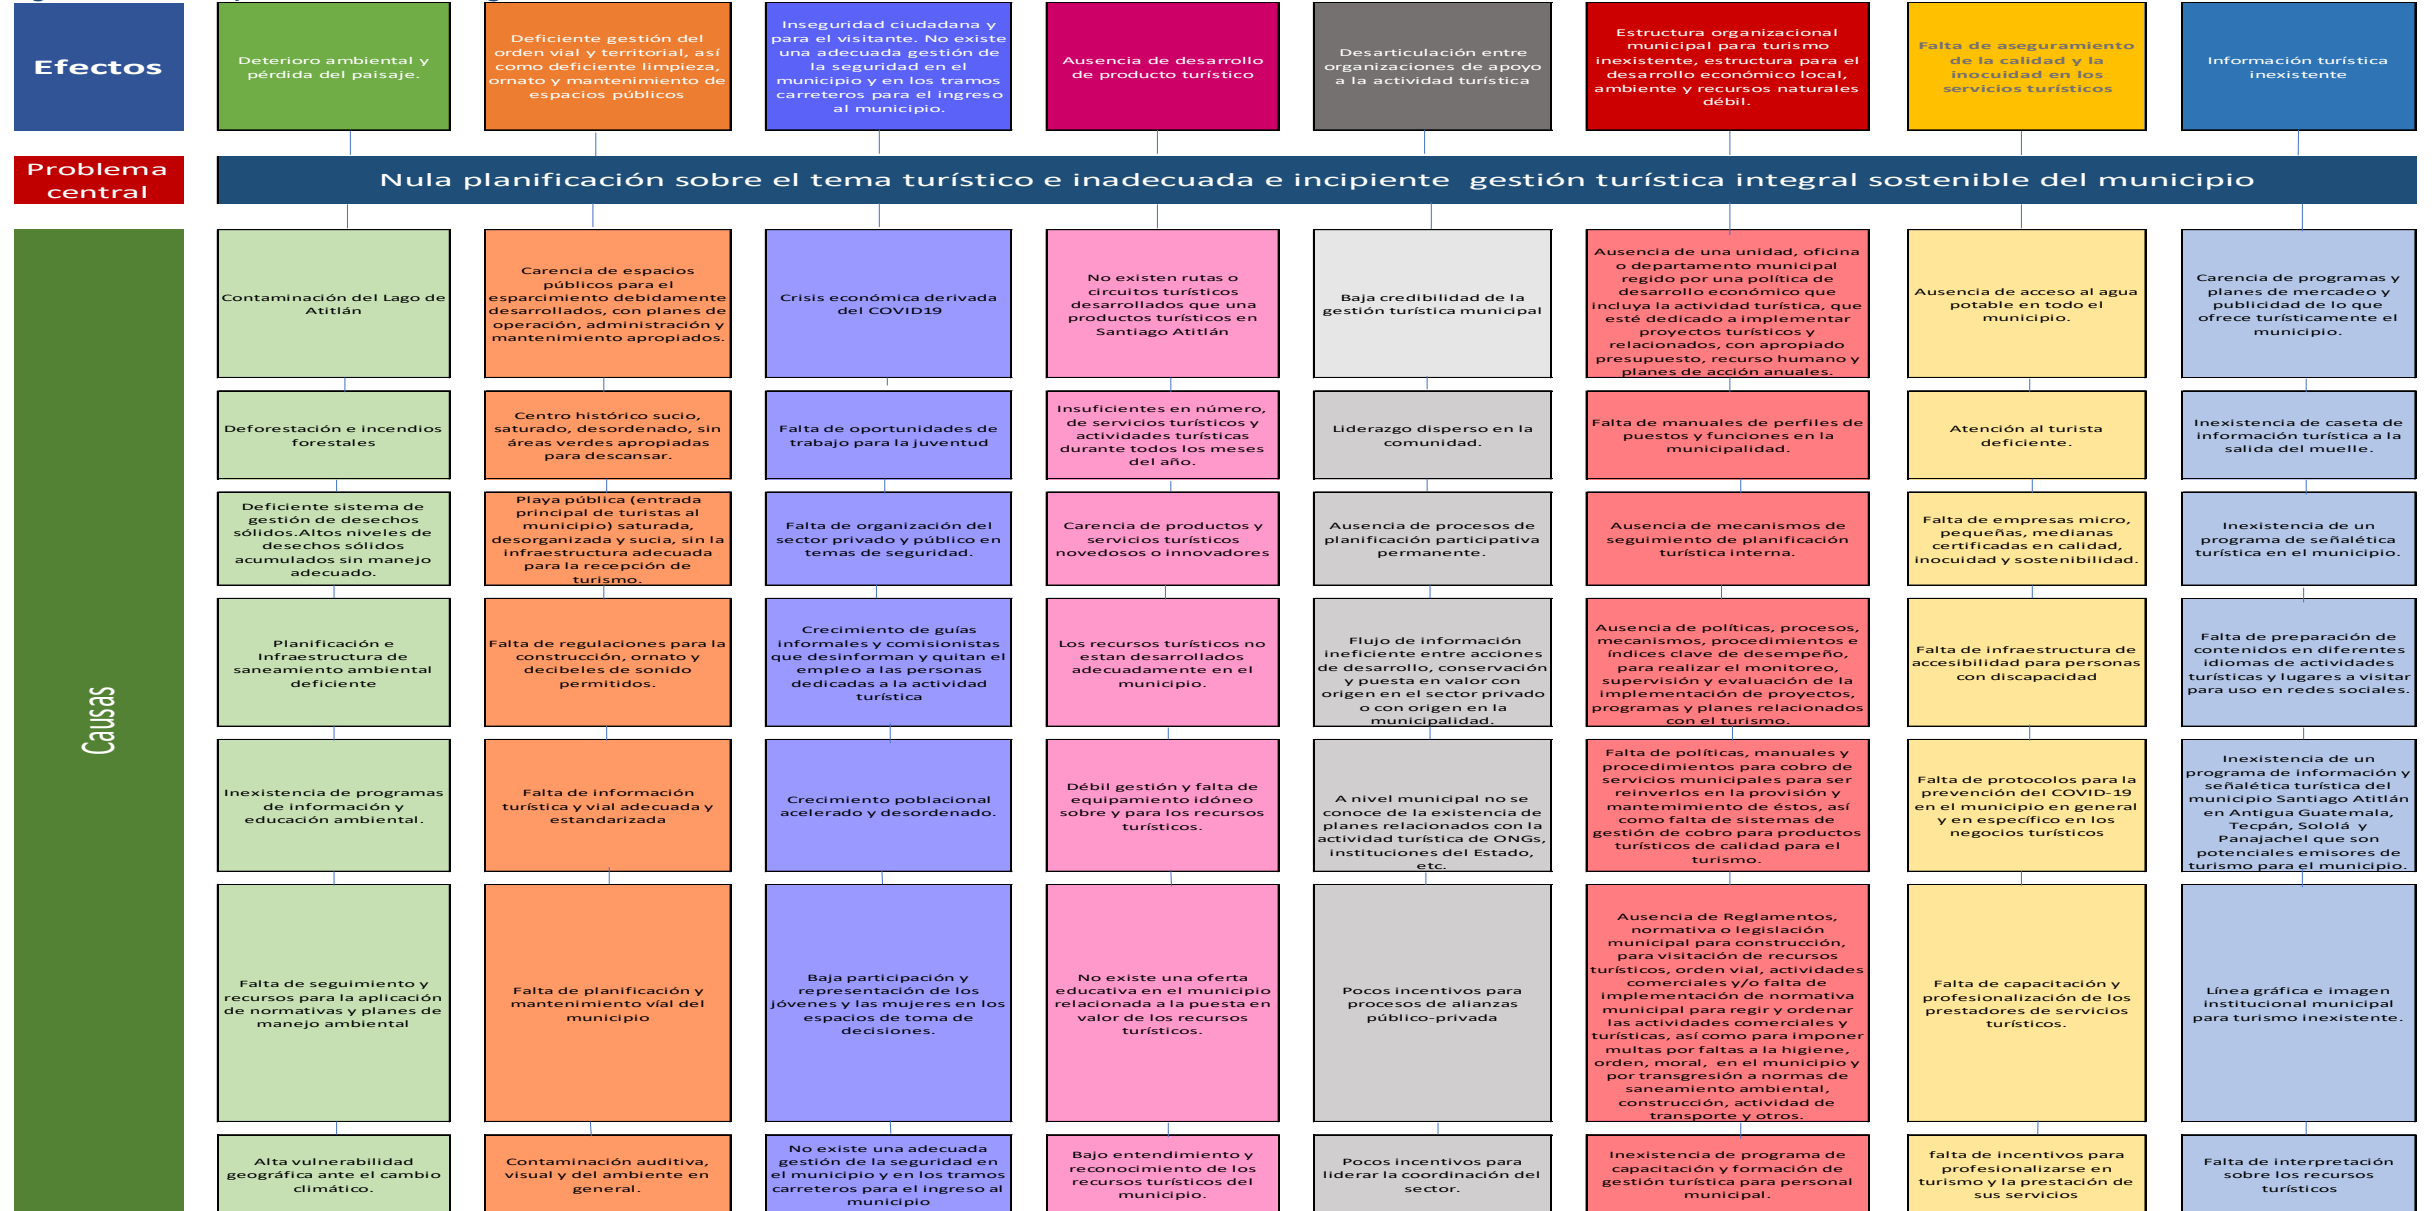 Efectos
Deterioro ambiental y
pérdida del paisaje.
Deficiente gestión del
orden vial y territorial, así
como deficiente limpieza,
ornato y mantenimiento de
espacios públicos
Inseguridad ciudadana y
para el visitante. No existe
una adecuada gestión de
la seguridad en el
municipio y en los tramos
carreteros para el ingreso
al municipio.
Ausencia de desarrollo
de producto turístico
Desarticulación entre
organizaciones de apoyo
a la actividad turística
Estructura organizacional
municipal para turismo
inexistente, estructura para el
desarrollo económico local,
ambiente y recursos naturales
débil.
Falta de aseguramiento
de la calidad y la
inocuidad en los
servicios turísticos
Información turística
inexistente
Problema
central
Nula planificación sobre el tema turístico e inadecuada e incipiente gestión turística integral sostenible del municipio
Causas
Contaminación del Lago de
Atitlán
Carencia de espacios
públicos para el
esparcimiento debidamente
desarrollados, con planes de
operación, administración y
mantenimiento apropiados.
Crisis económica derivada
del COVID19
No existen rutas o
circuitos turísticos
desarrollados que una
productos turísticos en
Santiago Atitlán
Baja credibilidad de la
gestión turística municipal
Ausencia de una unidad, oficina
o departamento municipal
regido por una política de
desarrollo económico que
incluya la actividad turística, que
esté dedicado a implementar
proyectos turísticos y
relacionados, con apropiado
presupuesto, recurso humano y
planes de acción anuales.
Ausencia de acceso al agua
potable en todo el
municipio.
Carencia de programas y
planes de mercadeo y
publicidad de lo que
ofrece turísticamente el
municipio.
Deforestación e incendios
forestales
Centro histórico sucio,
saturado, desordenado, sin
áreas verdes apropiadas
para descansar.
Falta de oportunidades de
trabajo para la juventud
Insuficientes en número,
de servicios turísticos y
actividades turísticas
durante todos los meses
del año.
Liderazgo disperso en la
comunidad.
Falta de manuales de perfiles de
puestos y funciones en la
municipalidad.
Atención al turista
deficiente.
Inexistencia de caseta de
información turística a la
salida del muelle.
Deficiente sistema de
gestión de desechos
sólidos.Altos niveles de
desechos sólidos
acumulados sin manejo
adecuado.
Playa pública (entrada
principal de turistas al
municipio) saturada,
desorganizada y sucia, sin la
infraestructura adecuada
para la recepción de
turismo.
Falta de organización del
sector privado y público en
temas de seguridad.
Carencia de productos y
servicios turísticos
novedosos o innovadores
Ausencia de procesos de
planificación participativa
permanente.
Ausencia de mecanismos de
seguimiento de planificación
turística interna.
Falta de empresas micro,
pequeñas, medianas
certificadas en calidad,
inocuidad y sostenibilidad.
Inexistencia de un
programa de señalética
turística en el municipio.
Planificación e
Infraestructura de
saneamiento ambiental
deficiente
Falta de regulaciones para la
construcción, ornato y
decibeles de sonido
permitidos.
Crecimiento de guías
informales y comisionistas
que desinforman y quitan el
empleo a las personas
dedicadas a la actividad
turística
Los recursos turísticos no
estan desarrollados
adecuadamente en el
municipio.
Flujo de información
ineficiente entre acciones
de desarrollo, conservación
y puesta en valor con
origen en el sector privado
o con origen en la
municipalidad.
Ausencia de políticas, procesos,
mecanismos, procedimientos e
índices clave de desempeño,
para realizar el monitoreo,
supervisión y evaluación de la
implementación de proyectos,
programas y planes relacionados
con el turismo.
Falta de infraestructura de
accesibilidad para personas
con discapacidad
Falta de preparación de
contenidos en diferentes
idiomas de actividades
turísticas y lugares a visitar
para uso en redes sociales.
Inexistencia de programas
de información y
educación ambiental.
Falta de información
turística y vial adecuada y
estandarizada
Crecimiento poblacional
acelerado y desordenado.
Débil gestión y falta de
equipamiento idóneo
sobre y para los recursos
turísticos.
A nivel municipal no se
conoce de la existencia de
planes relacionados con la
actividad turística de ONGs,
instituciones del Estado,
etc.
Falta de políticas, manuales y
procedimientos para cobro de
servicios municipales para ser
reinverlos en la provisión y
mantemimiento de éstos, así
como falta de sistemas de
gestión de cobro para productos
turísticos de calidad para el
turismo.
Falta de protocolos para la
prevención del COVID-19
en el municipio en general
y en específico en los
negocios turísticos
Inexistencia de un
programa de información y
señalética turística del
municipio Santiago Atitlán
en Antigua Guatemala,
Tecpán, Sololá y
Panajachel que son
potenciales emisores de
turismo para el municipio.
Falta de seguimiento y
recursos para la aplicación
de normativas y planes de
manejo ambiental
Falta de planificación y
mantenimiento víal del
municipio
Baja participación y
representación de los
jóvenes y las mujeres en los
espacios de toma de
decisiones.
No existe una oferta
educativa en el municipio
relacionada a la puesta en
valor de los recursos
turísticos.
Pocos incentivos para
procesos de alianzas
público-privada
Ausencia de Reglamentos,
normativa o legislación
municipal para construcción,
para visitación de recursos
turísticos, orden vial, actividades
comerciales y/o falta de
implementación de normativa
municipal para regir y ordenar
las actividades comerciales y
turísticas, así como para imponer
multas por faltas a la higiene,
orden, moral, en el municipio y
por transgresión a normas de
saneamiento ambiental,
construcción, actividad de
transporte y otros.
Falta de capacitación y
profesionalización de los
prestadores de servicios
turísticos.
Línea gráfica e imagen
institucional municipal
para turismo inexistente.
Alta vulnerabilidad
geográfica ante el cambio
climático.
Contaminación auditiva,
visual y del ambiente en
general.
No existe una adecuada
gestión de la seguridad en
el municipio y en los tramos
carreteros para el ingreso al
municipio
Bajo entendimiento y
reconocimiento de los
recursos turísticos del
municipio.
Pocos incentivos para
liderar la coordinación del
sector.
Inexistencia de programa de
capacitación y formación de
gestión turística para personal
municipal.
falta de incentivos para
profesionalizarse en
turismo y la prestación de
sus servicios
Falta de interpretación
sobre los recursos
turísticos